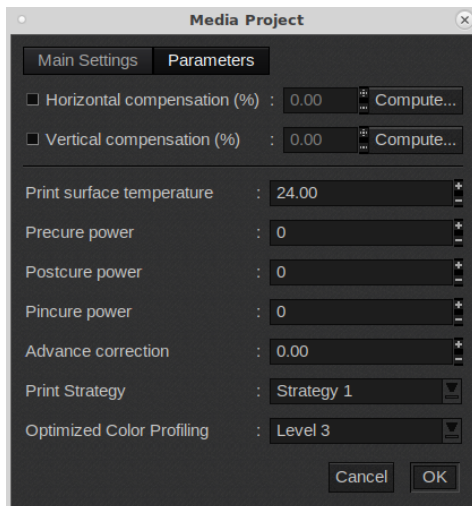 Media Project
Main Settings Parameters
Horizontal compensation (%) : 0.00 Compute...
Vertical compensation (%) : 0.00 Compute...
Print surface temperature : 24.00
Precure power : 0
Postcure power : 0
Pincure power : 0
Advance correction : 0.00
Print Strategy : Strategy 1
Optimized Color Profiling : Level 3
Cancel OK